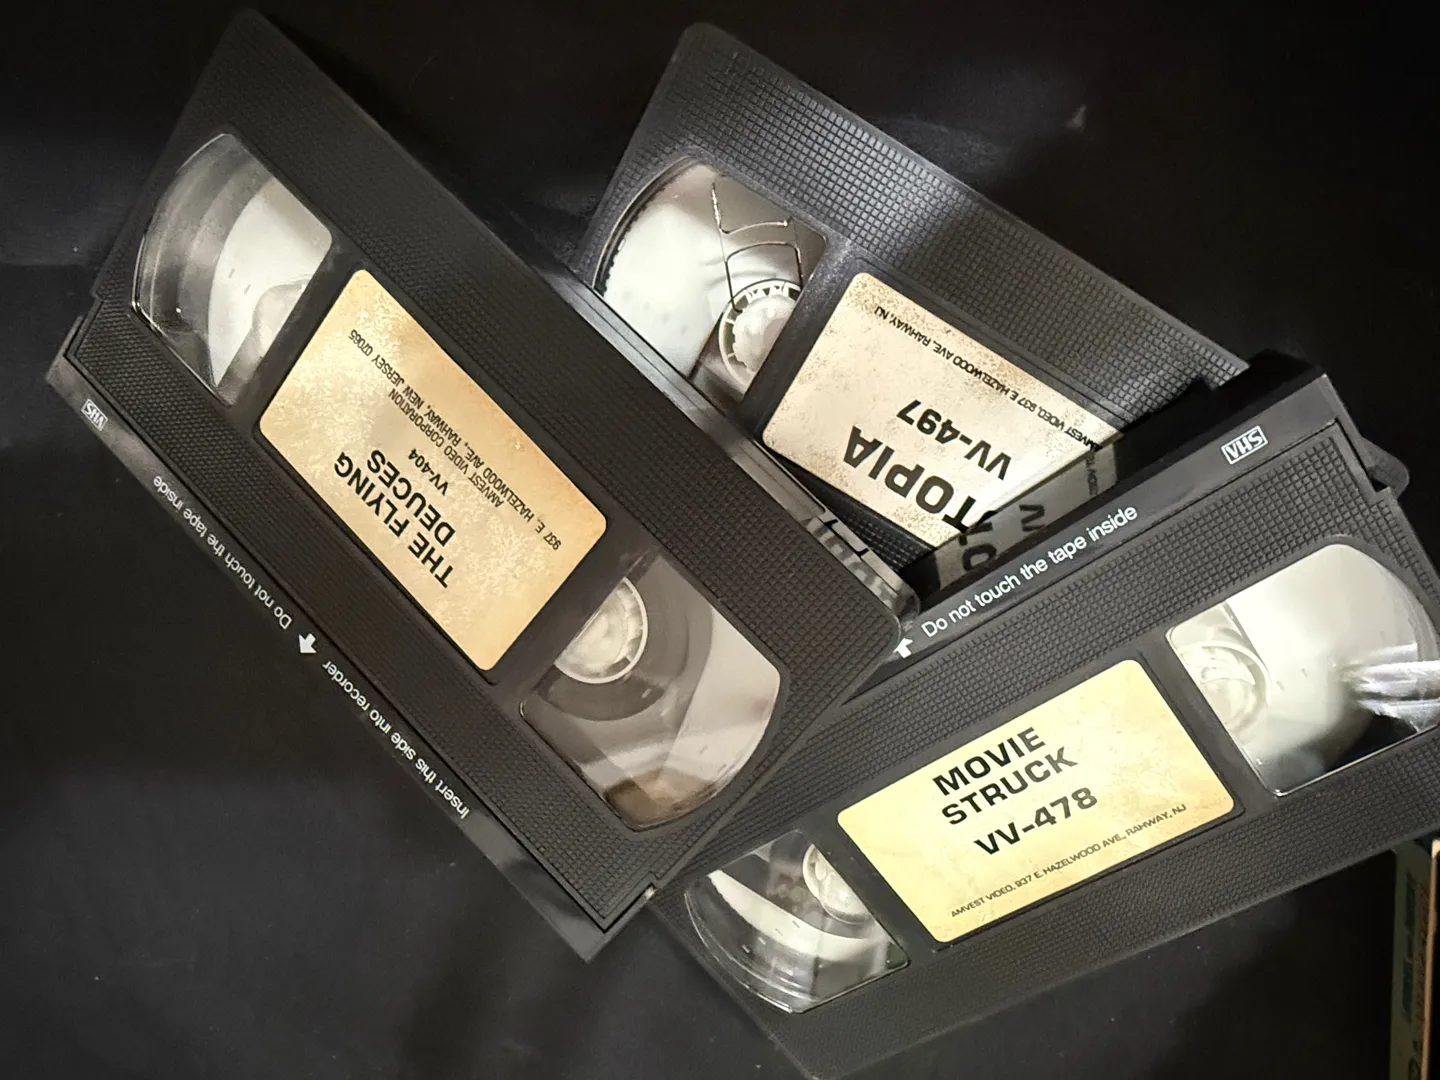 THE FLYING
DEUCES
VV-404
AMVEST VIDEO CORPORATION
937 E. HAZELWOOD AVE., RAHWAY, NEW JERSEY 07065
VHS
Insert this side into recorder
Do not touch the tape inside
TOPIA
VV-497
AMVEST VIDEO, 937 E HAZELWOOD AVE, RAHWAY, NJ
VHS
Do not touch the tape inside
MOVIE
STRUCK
VV-478
AMVEST VIDEO, 937 E. HAZELWOOD AVE., RAHWAY, NJ